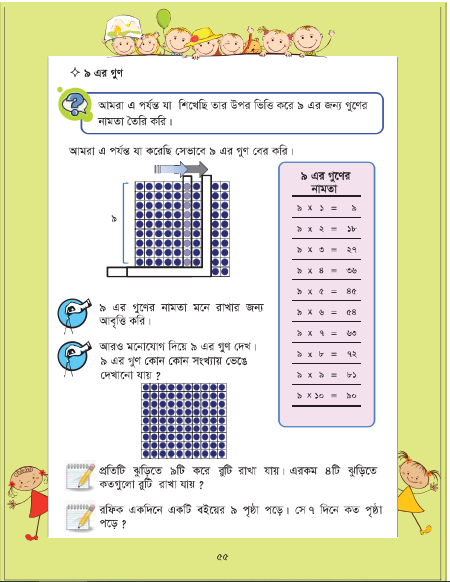 ✧ ৯ এর গুণ
আমরা এ পর্যন্ত যা শিখেছি তার উপর ভিত্তি করে ৯ এর জন্য গুণের
নামতা তৈরি করি।
আমরা এ পর্যন্ত যা করেছি সেভাবে ৯ এর গুণ বের করি।
৯
৯ এর গুণের
নামতা
৯ x ১ = ৯
৯ x ২ = ১৮
৯ x ৩ = ২৭
৯ x ৪ = ৩৬
৯ x ৫ = ৪৫
৯ x ৬ = ৫৪
৯ x ৭ = ৬৩
৯ x ৮ = ৭২
৯ x ৯ = ৮১
৯ x ১০ = ৯০
৯ এর গুণের নামতা মনে রাখার জন্য
আবৃত্তি করি।
আরও মনোযোগ দিয়ে ৯ এর গুণ দেখ।
৯ এর গুণ কোন কোন সংখ্যায় ভেঙে
দেখানো যায় ?
প্রতিটি ঝুড়িতে ৯টি করে রুটি রাখা যায়। এরকম ৪টি ঝুড়িতে
কতগুলো রুটি রাখা যায় ?
রফিক একদিনে একটি বইয়ের ৯ পৃষ্ঠা পড়ে। সে ৭ দিনে কত পৃষ্ঠা
পড়ে ?
৫৫